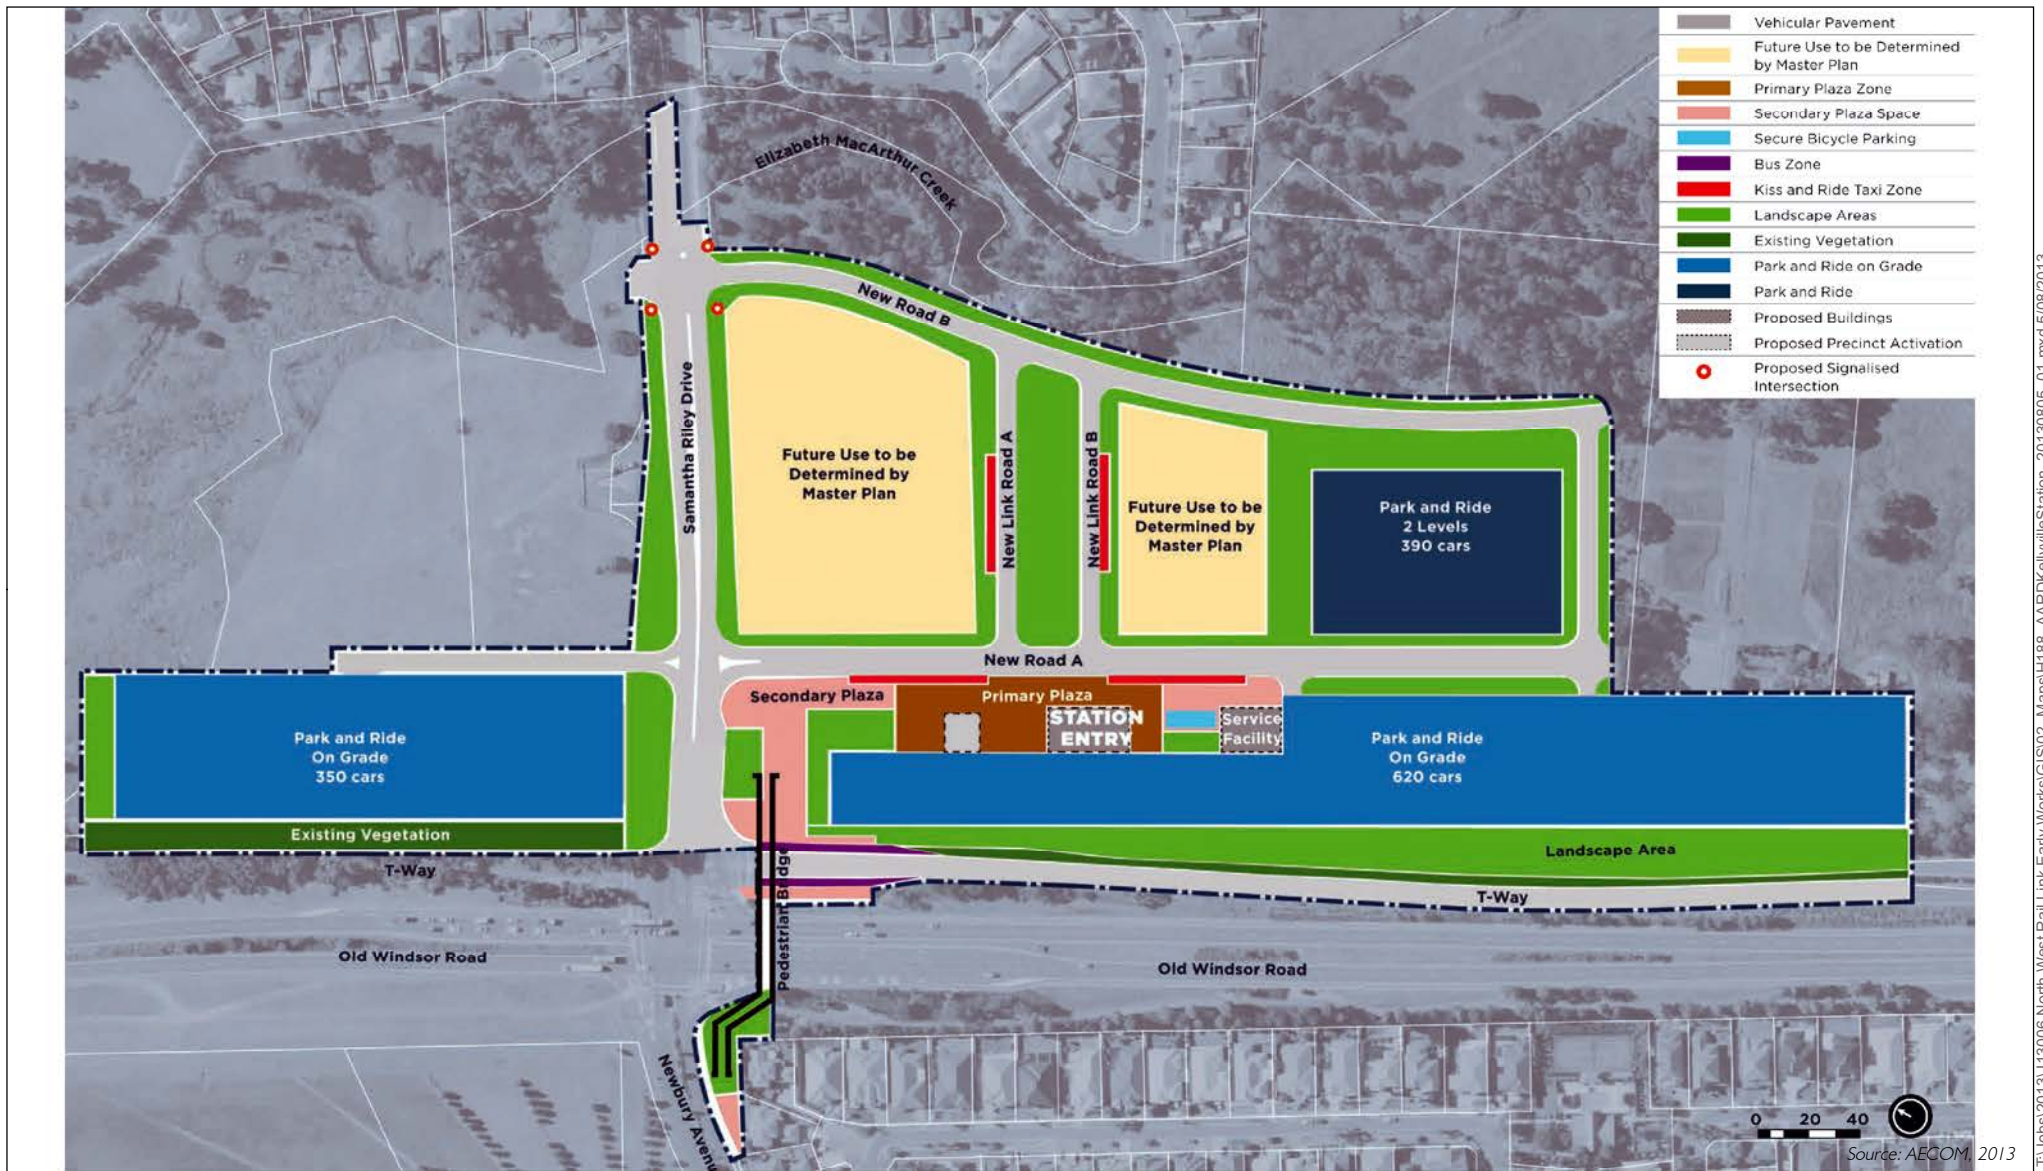 Vehicular Pavement
Future Use to be Determined
by Master Plan
Primary Plaza Zone
Secondary Plaza Space
Secure Bicycle Parking
Bus Zone
Kiss and Ride Taxi Zone
Landscape Areas
Existing Vegetation
Park and Ride on Grade
Park and Ride
Proposed Buildings
Proposed Precinct Activation
Proposed Signalised
Intersection
Elizabeth MacArthur Creek
New Road B
Samantha Riley Drive
Future Use to be
Determined by
Master Plan
New Link Road A
New Link Road B
Future Use to be
Determined by
Master Plan
Park and Ride
2 Levels
390 cars
New Road A
Secondary Plaza
Primary Plaza
STATION
ENTRY
Service
Facility
Park and Ride
On Grade
350 cars
Park and Ride
On Grade
620 cars
Existing Vegetation
Landscape Area
T-Way
T-Way
Pedestrian Bridge
Old Windsor Road
Old Windsor Road
Newbury Avenue
0 20 40
Source: AECOM, 2013